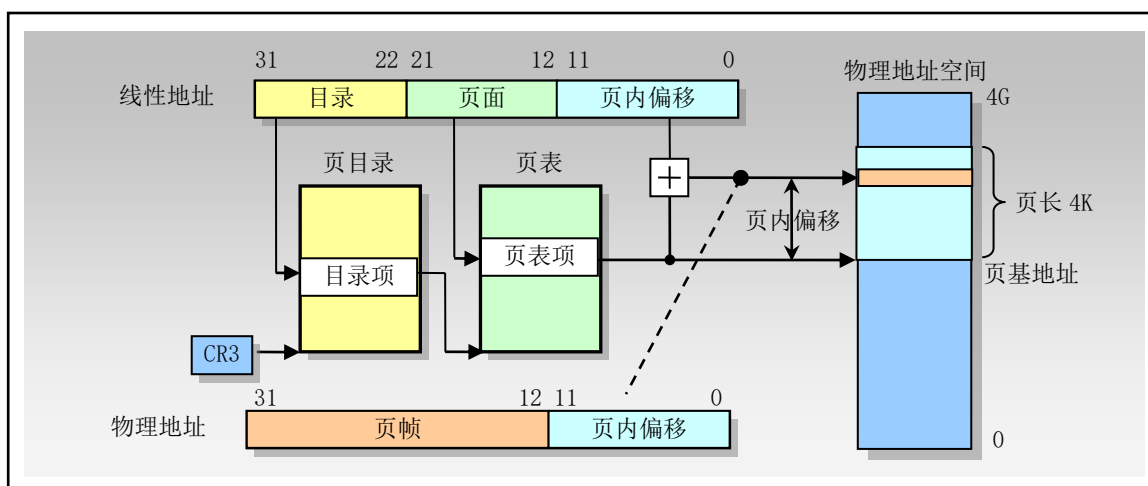 31 22 21 12 11 0
物理地址空间
线性地址 目录 页面 页内偏移
4G
页目录 页表
页内偏移
页长 4K
目录项 页表项
页基地址
CR3
31 12 11 0
物理地址 页帧 页内偏移
0